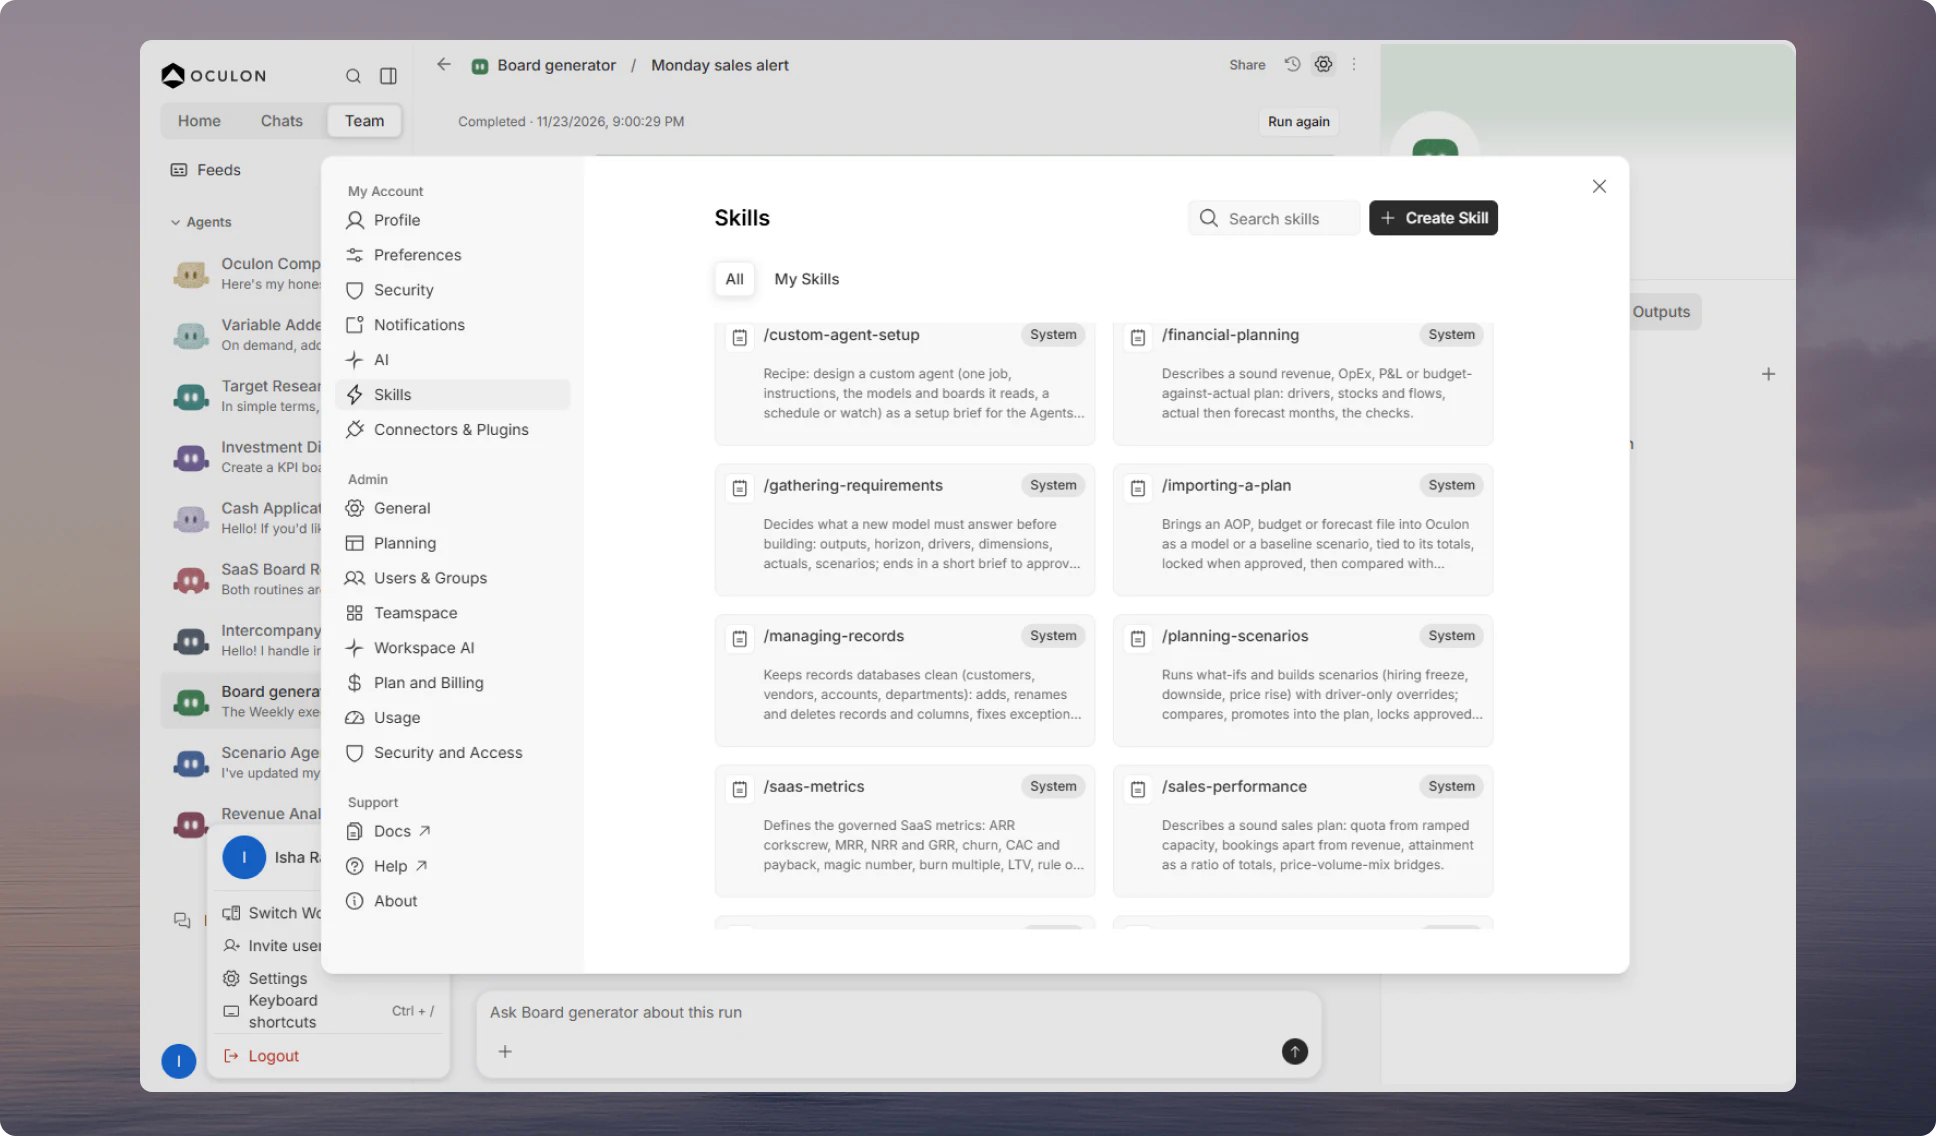 OCULON
Home
Chats
Team
Feeds
Agents
Oculon Comp
Here's my hones
Variable Adde
On demand, adc
Target Resear
In simple terms,
Investment Di
Create a KPI boa
Cash Applicat
Hello! If you'd lik
SaaS Board R
Both routines are
Intercompany
Hello! I handle in
Board genera
The Weekly exe
Scenario Age
I've updated my
Revenue Anal
I
Isha Ra
Switch Wo
Invite user
Settings
Keyboard
shortcuts
Ctrl + /
Logout
I
Board generator / Monday sales alert
Share
Completed · 11/23/2026, 9:00:29 PM
Run again
Outputs
Ask Board generator about this run
My Account
Profile
Preferences
Security
Notifications
AI
Skills
Connectors & Plugins
Admin
General
Planning
Users & Groups
Teamspace
Workspace AI
Plan and Billing
Usage
Security and Access
Support
Docs
Help
About
Skills
Search skills
Create Skill
All
My Skills
/custom-agent-setup
System
Recipe: design a custom agent (one job,
instructions, the models and boards it reads, a
schedule or watch) as a setup brief for the Agents...
/financial-planning
System
Describes a sound revenue, OpEx, P&L or budget-
against-actual plan: drivers, stocks and flows,
actual then forecast months, the checks.
/gathering-requirements
System
Decides what a new model must answer before
building: outputs, horizon, drivers, dimensions,
actuals, scenarios; ends in a short brief to approv...
/importing-a-plan
System
Brings an AOP, budget or forecast file into Oculon
as a model or a baseline scenario, tied to its totals,
locked when approved, then compared with...
/managing-records
System
Keeps records databases clean (customers,
vendors, accounts, departments): adds, renames
and deletes records and columns, fixes exception...
/planning-scenarios
System
Runs what-ifs and builds scenarios (hiring freeze,
downside, price rise) with driver-only overrides;
compares, promotes into the plan, locks approved...
/saas-metrics
System
Defines the governed SaaS metrics: ARR
corkscrew, MRR, NRR and GRR, churn, CAC and
payback, magic number, burn multiple, LTV, rule o...
/sales-performance
System
Describes a sound sales plan: quota from ramped
capacity, bookings apart from revenue, attainment
as a ratio of totals, price-volume-mix bridges.